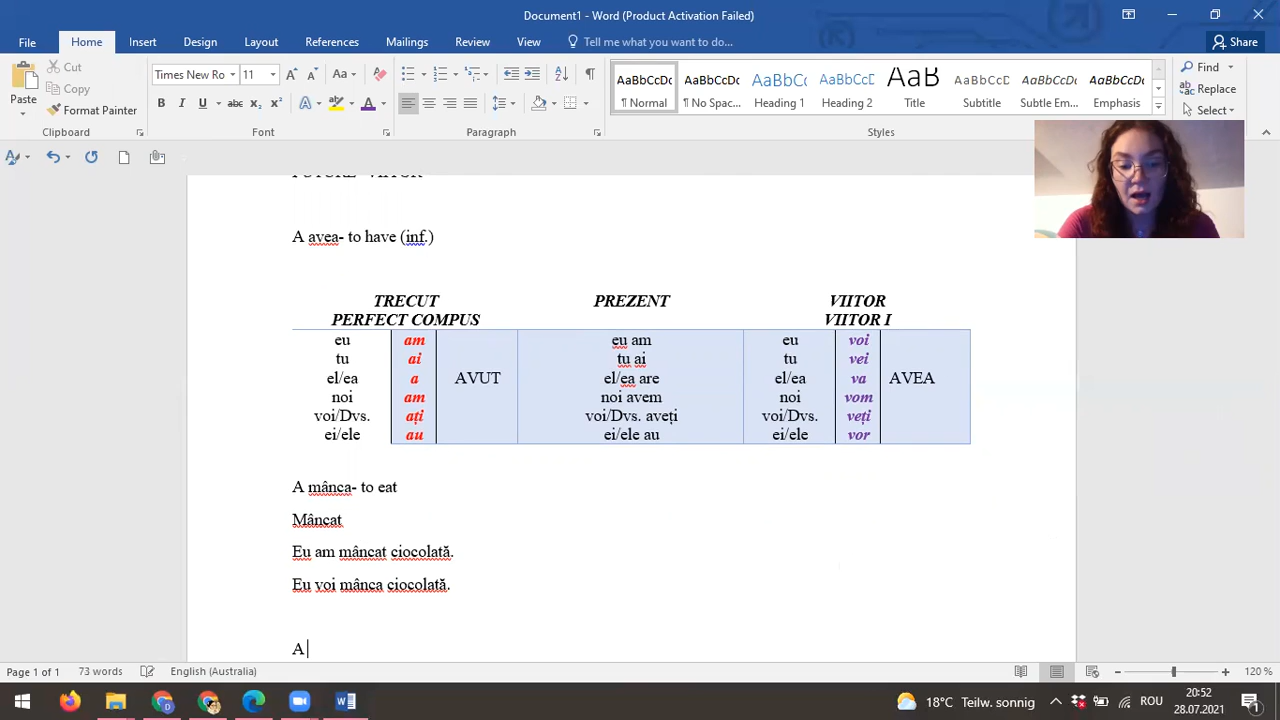 Document1 - Word (Product Activation Failed)
File Home Insert Design Layout References Mailings Review View Tell me what you want to do... Share
Paste Cut Copy Format Painter
Times New Ro 11 Aa
B I U abc x₂ x² A A
AaBbCcDc AaBbCcDc AaBbCc AaBbCcE AaB AaBbCcD AaBbCcDc AaBbCcDc
¶ Normal ¶ No Spac... Heading Heading 2 Title Subtitle Subtle Em... Emphasis
Find Replace Select
Clipboard Font Paragraph Styles
A avea- to have (inf.)
TRECUT PREZENT VIITOR
PERFECT COMPUS VIITOR I
eu am eu am eu voi
tu ai tu ai tu vei
el/ea a AVUT el/ea are el/ea va AVEA
noi am noi avem noi vom
voi/Dvs. ați voi/Dvs. aveți voi/Dvs. veți
ei/ele au ei/ele au ei/ele vor
A mânca- to eat
Mâncat
Eu am mâncat ciocolată.
Eu voi mânca ciocolată.
A
Page 1 of 1 73 words English (Australia) 120 %
18°C Teilw. sonnig ROU 20:52
28.07.2021